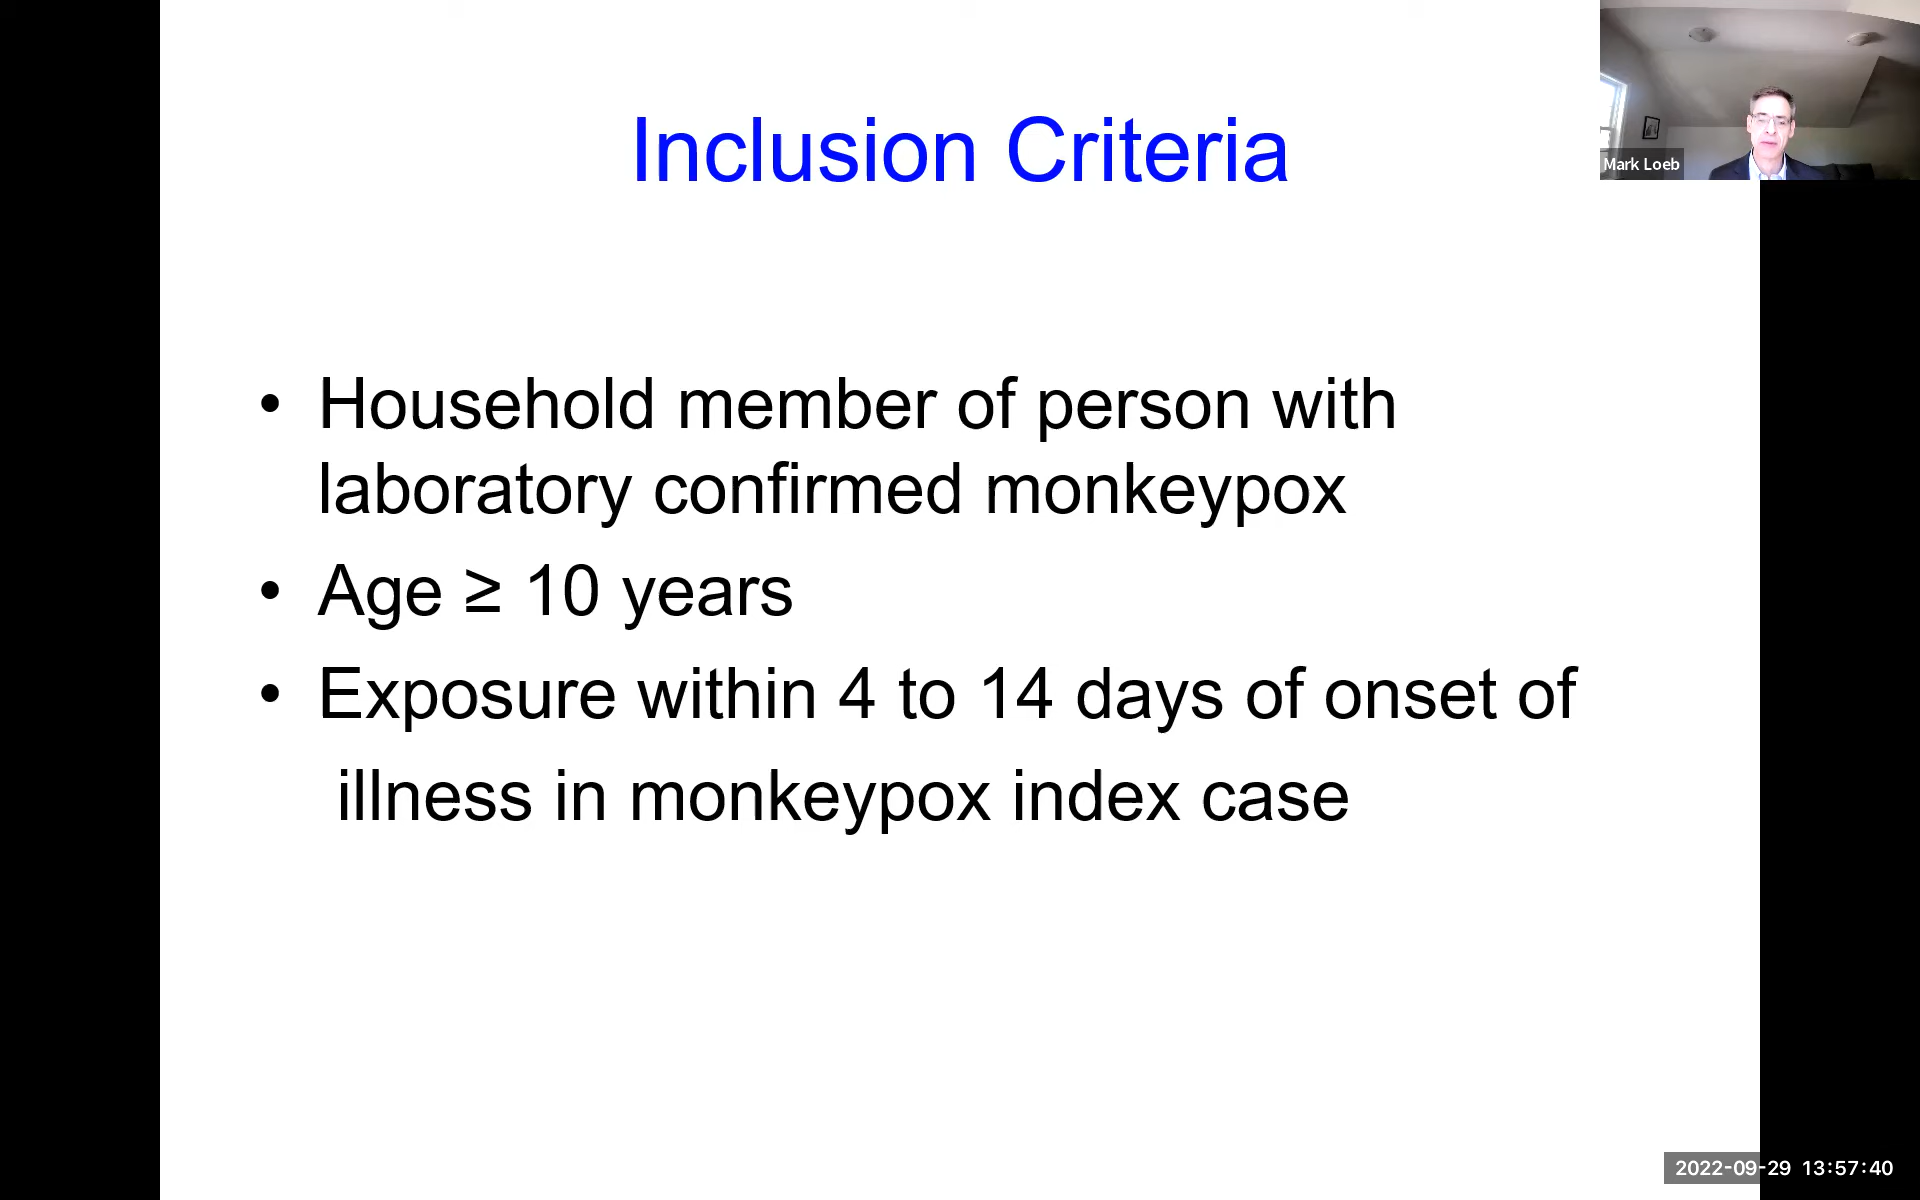 Inclusion Criteria
Mark Loeb
• Household member of person with
laboratory confirmed monkeypox
• Age ≥ 10 years
• Exposure within 4 to 14 days of onset of
illness in monkeypox index case
2022-09-29 13:57:40